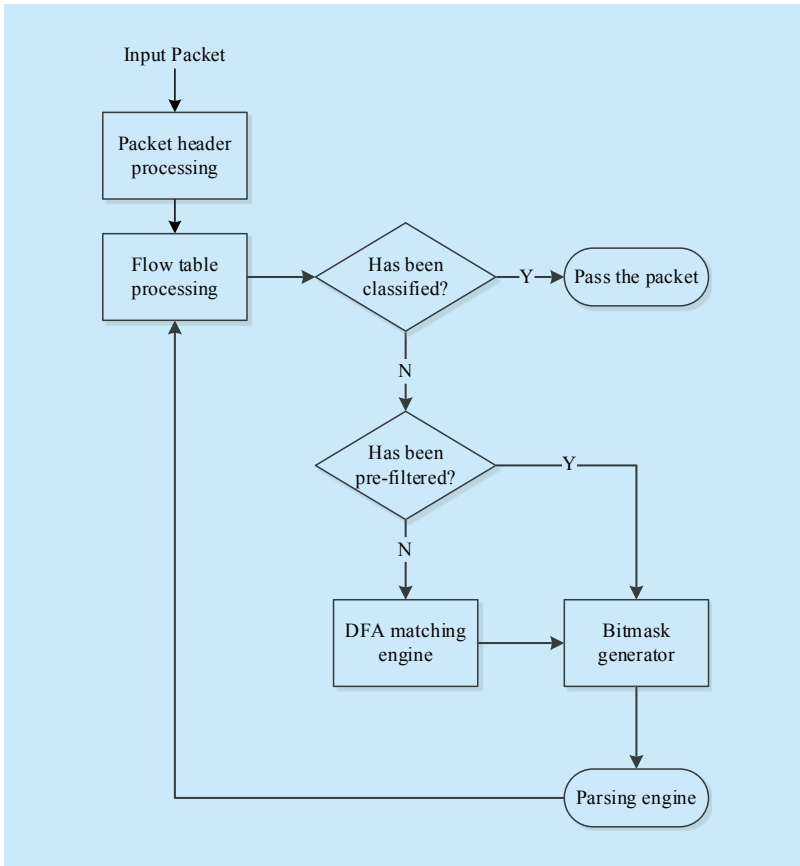 Input Packet
Packet header
processing
Flow table
processing
Has been
classified?
Y
Pass the packet
N
Has been
pre-filtered?
Y
N
DFA matching
engine
Bitmask
generator
Parsing engine